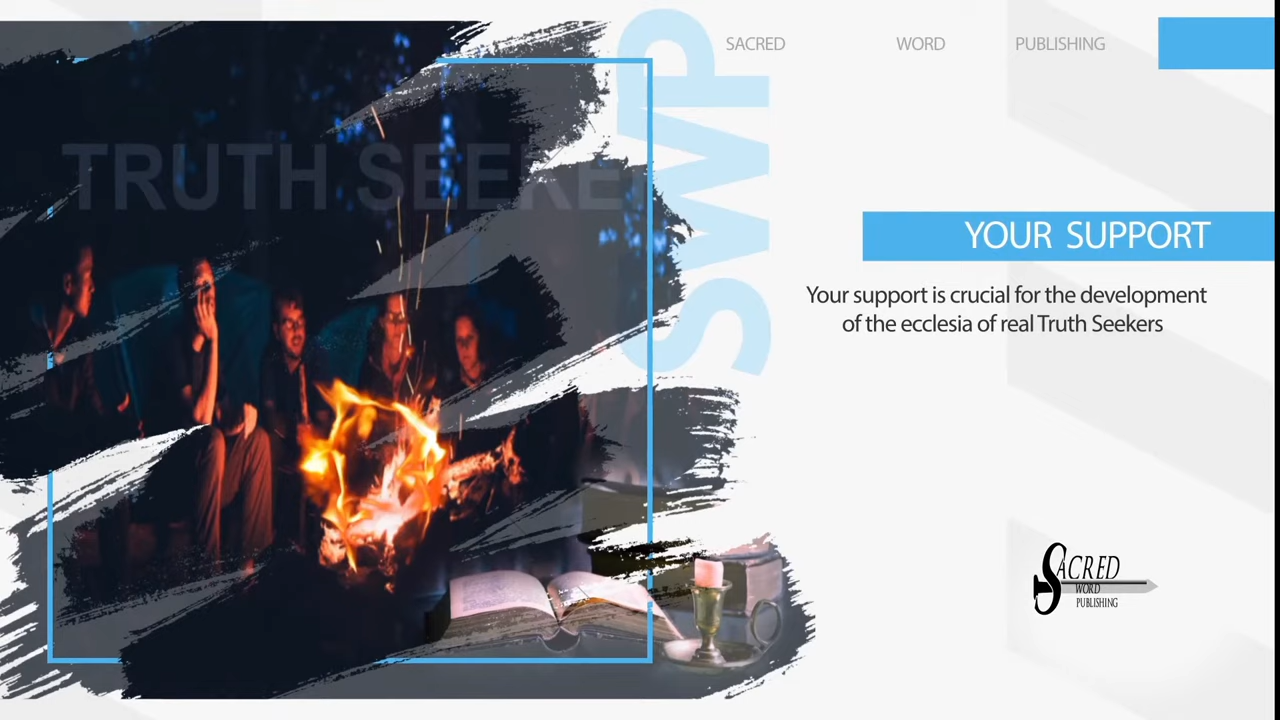 SACRED WORD PUBLISHING
SWP
TRUTH SEEKE
YOUR SUPPORT
Your support is crucial for the development
of the ecclesia of real Truth Seekers
SACRED
WORD
PUBLISHING